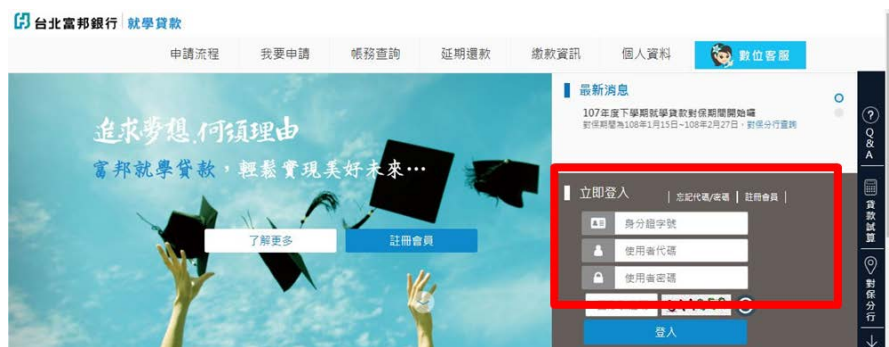 台北富邦銀行 就學貸款
申請流程 我要申請 帳務查詢 延期還款 繳款資訊 個人資料 數位客服
追求夢想.何須理由
富邦就學貸款，輕鬆實現美好未來…
了解更多 註冊會員
最新消息
107年度下學期就學貸款對保期間開始囉
對保期間為108年1月15日~108年2月27日，對保分行查詢
立即登入 | 忘記代碼/密碼 | 註冊會員 |
身分證字號
使用者代碼
使用者密碼
登入
Q&A
貸款試算
對保分行